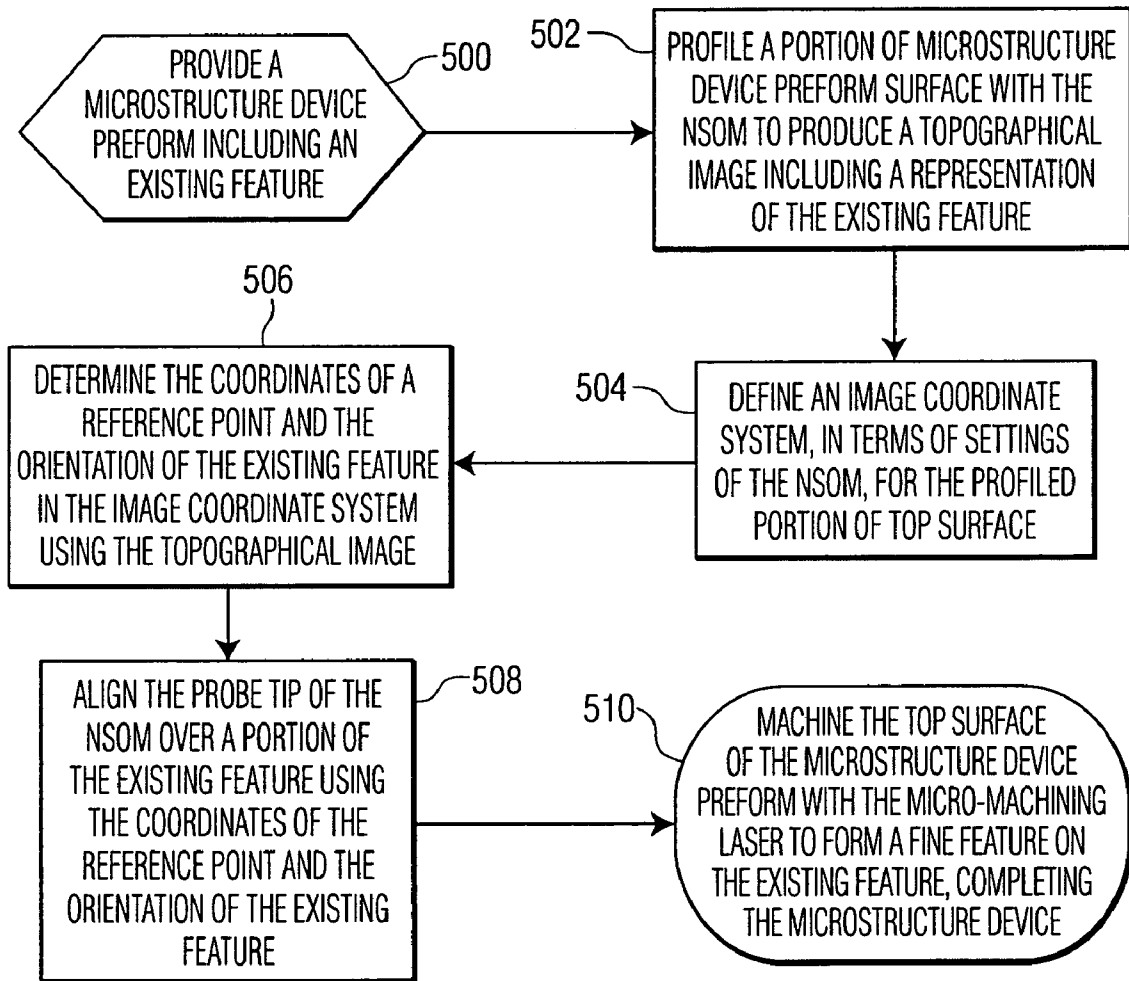 500
PROVIDE A
MICROSTRUCTURE DEVICE
PREFORM INCLUDING AN
EXISTING FEATURE
502
PROFILE A PORTION OF MICROSTRUCTURE
DEVICE PREFORM SURFACE WITH THE
NSOM TO PRODUCE A TOPOGRAPHICAL
IMAGE INCLUDING A REPRESENTATION
OF THE EXISTING FEATURE
504
DEFINE AN IMAGE COORDINATE
SYSTEM, IN TERMS OF SETTINGS
OF THE NSOM, FOR THE PROFILED
PORTION OF TOP SURFACE
506
DETERMINE THE COORDINATES OF A
REFERENCE POINT AND THE
ORIENTATION OF THE EXISTING FEATURE
IN THE IMAGE COORDINATE SYSTEM
USING THE TOPOGRAPHICAL IMAGE
508
ALIGN THE PROBE TIP OF THE
NSOM OVER A PORTION OF
THE EXISTING FEATURE USING
THE COORDINATES OF THE
REFERENCE POINT AND THE
ORIENTATION OF THE EXISTING
FEATURE
510
MACHINE THE TOP SURFACE
OF THE MICROSTRUCTURE DEVICE
PREFORM WITH THE MICRO-MACHINING
LASER TO FORM A FINE FEATURE ON
THE EXISTING FEATURE, COMPLETING
THE MICROSTRUCTURE DEVICE